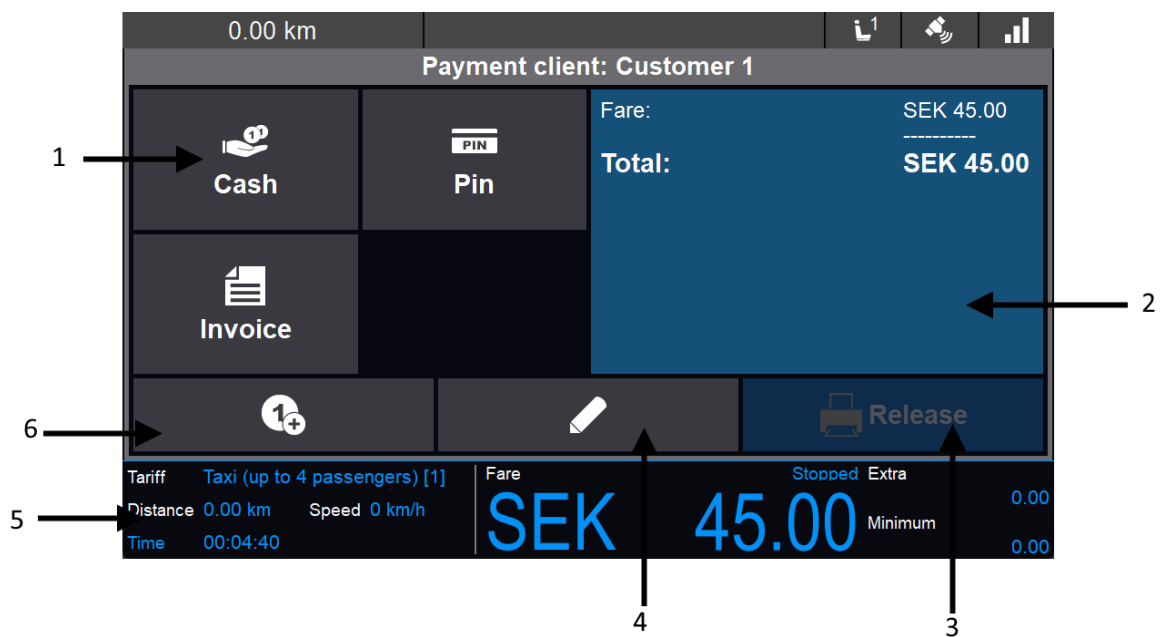 0.00 km
1
Payment client: Customer 1
Fare: SEK 45.00
----------
Total: SEK 45.00
1 1
Cash
PIN
Pin
1
2
Invoice
1+
Release
6
Tariff Taxi (up to 4 passengers) [1]
Distance 0.00 km Speed 0 km/h
Time 00:04:40
5
Fare Stopped
SEK 45.00
Extra
0.00
Minimum
0.00
4
3